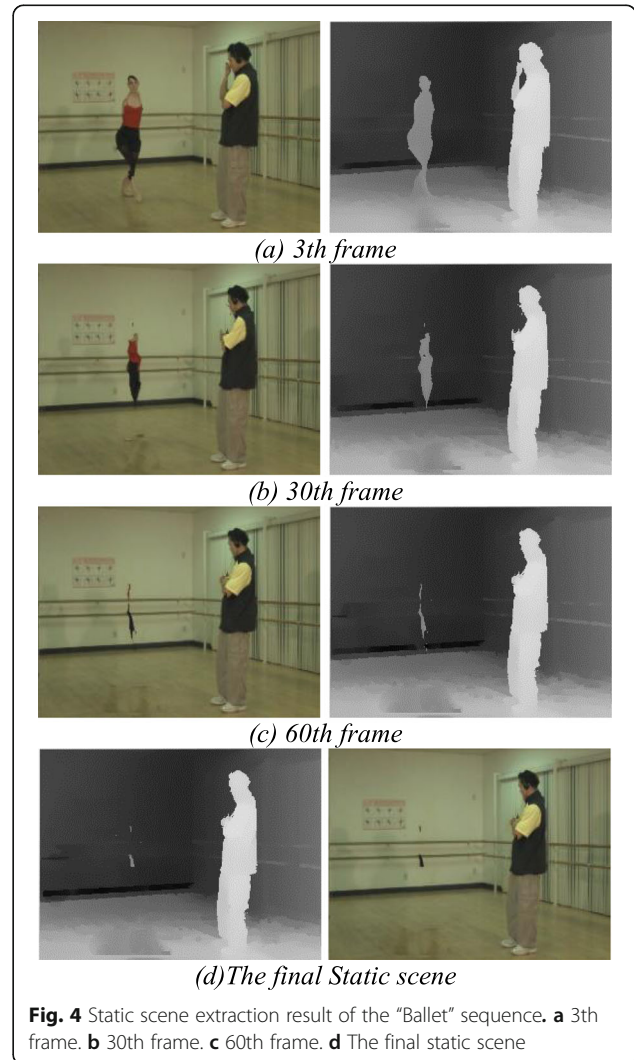 (a) 3th frame
(b) 30th frame
(c) 60th frame
(d)The final Static scene
Fig. 4 Static scene extraction result of the “Ballet” sequence. a 3th
frame. b 30th frame. c 60th frame. d The final static scene